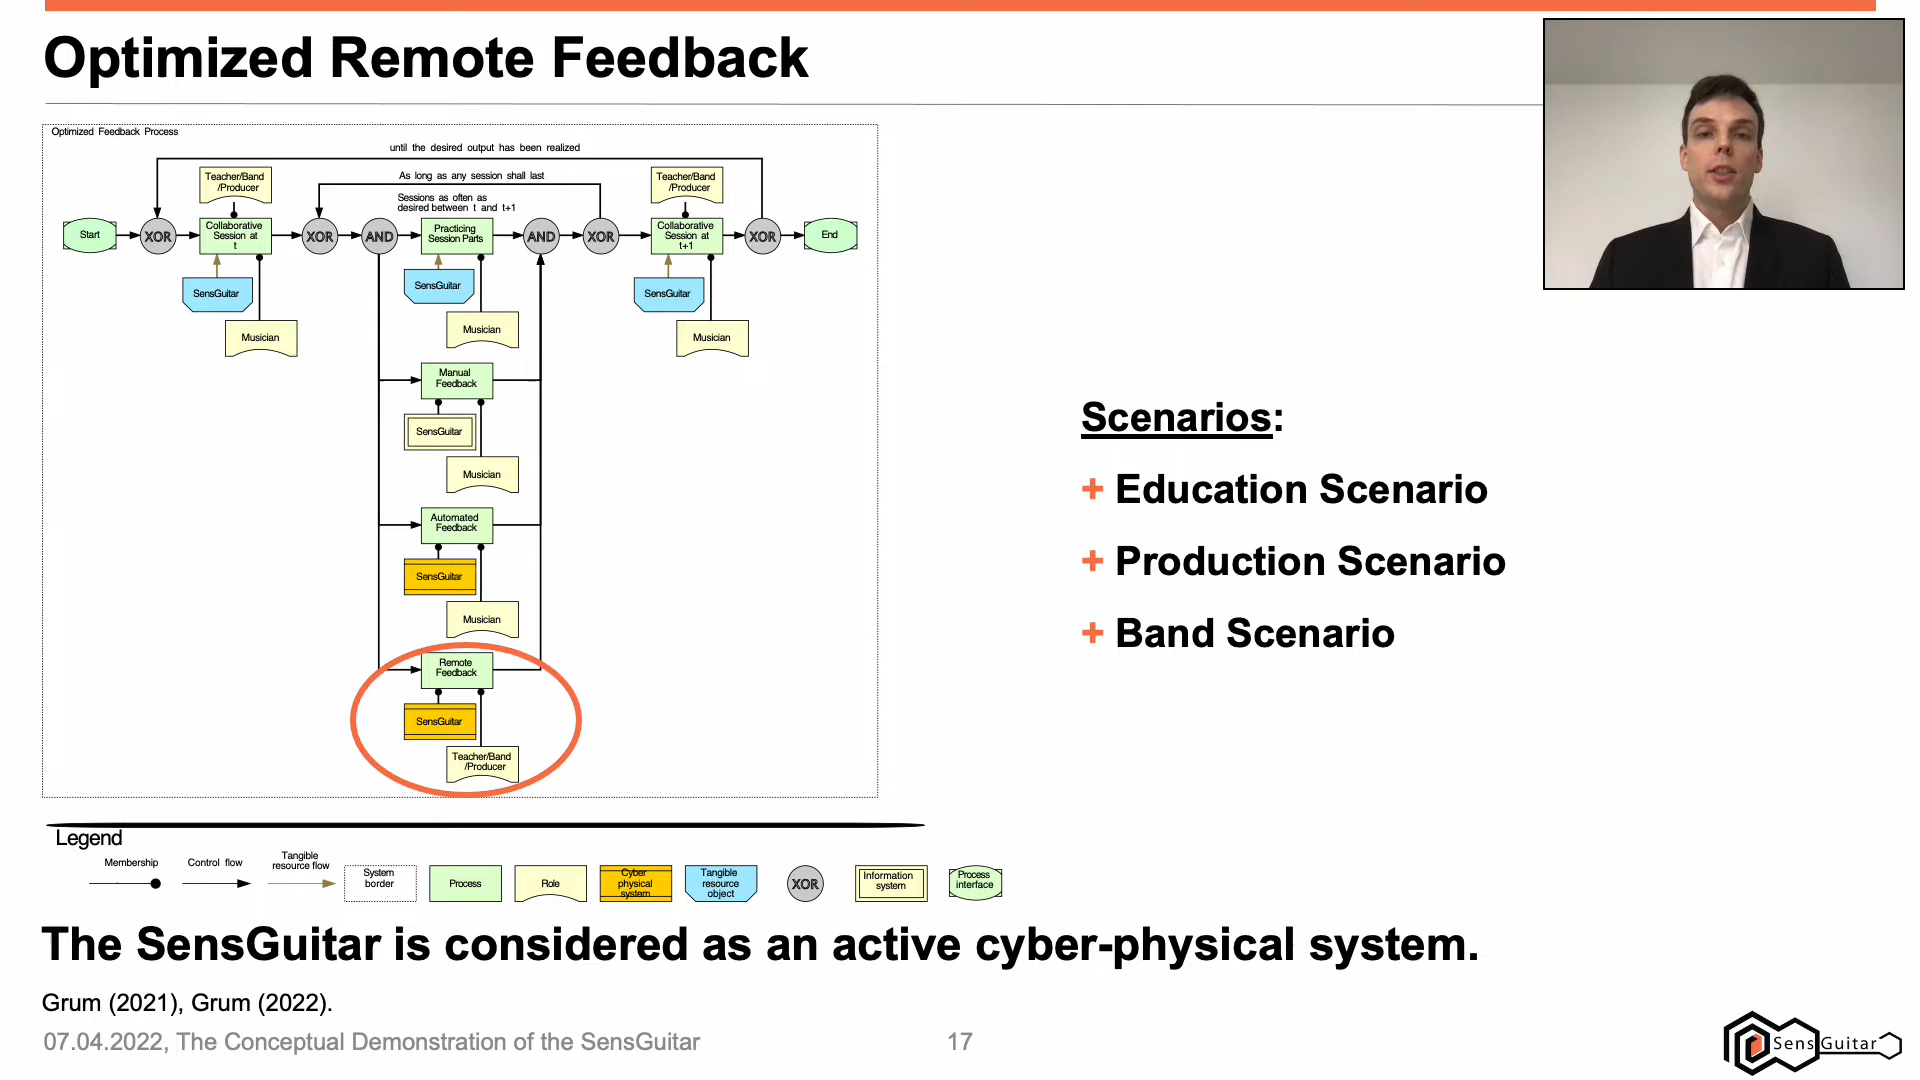 Optimized Remote Feedback
Optimized Feedback Process
until the desired output has been realized
As long as any session shall last
Sessions as often as
desired between t and t+1
Teacher/Band
/Producer
Teacher/Band
/Producer
Start
XOR
Collaborative
Session at
t
XOR
AND
Practicing
Session Parts
AND
XOR
Collaborative
Session at
t+1
XOR
End
SensGuitar
SensGuitar
SensGuitar
Musician
Musician
Musician
Manual
Feedback
SensGuitar
Musician
Automated
Feedback
SensGuitar
Musician
Remote
Feedback
SensGuitar
Teacher/Band
/Producer
Scenarios:
+ Education Scenario
+ Production Scenario
+ Band Scenario
Legend
Membership
Control flow
Tangible
resource flow
System
border
Process
Role
Cyber
physical
system
Tangible
resource
object
XOR
Information
system
Process
interface
The SensGuitar is considered as an active cyber-physical system.
Grum (2021), Grum (2022).
07.04.2022, The Conceptual Demonstration of the SensGuitar
17
SensGuitar